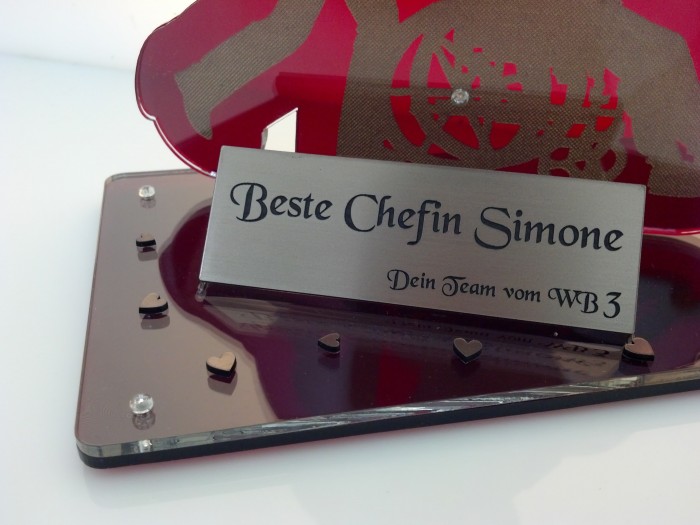 Beste Chefin Simone
Dein Team vom WB 3